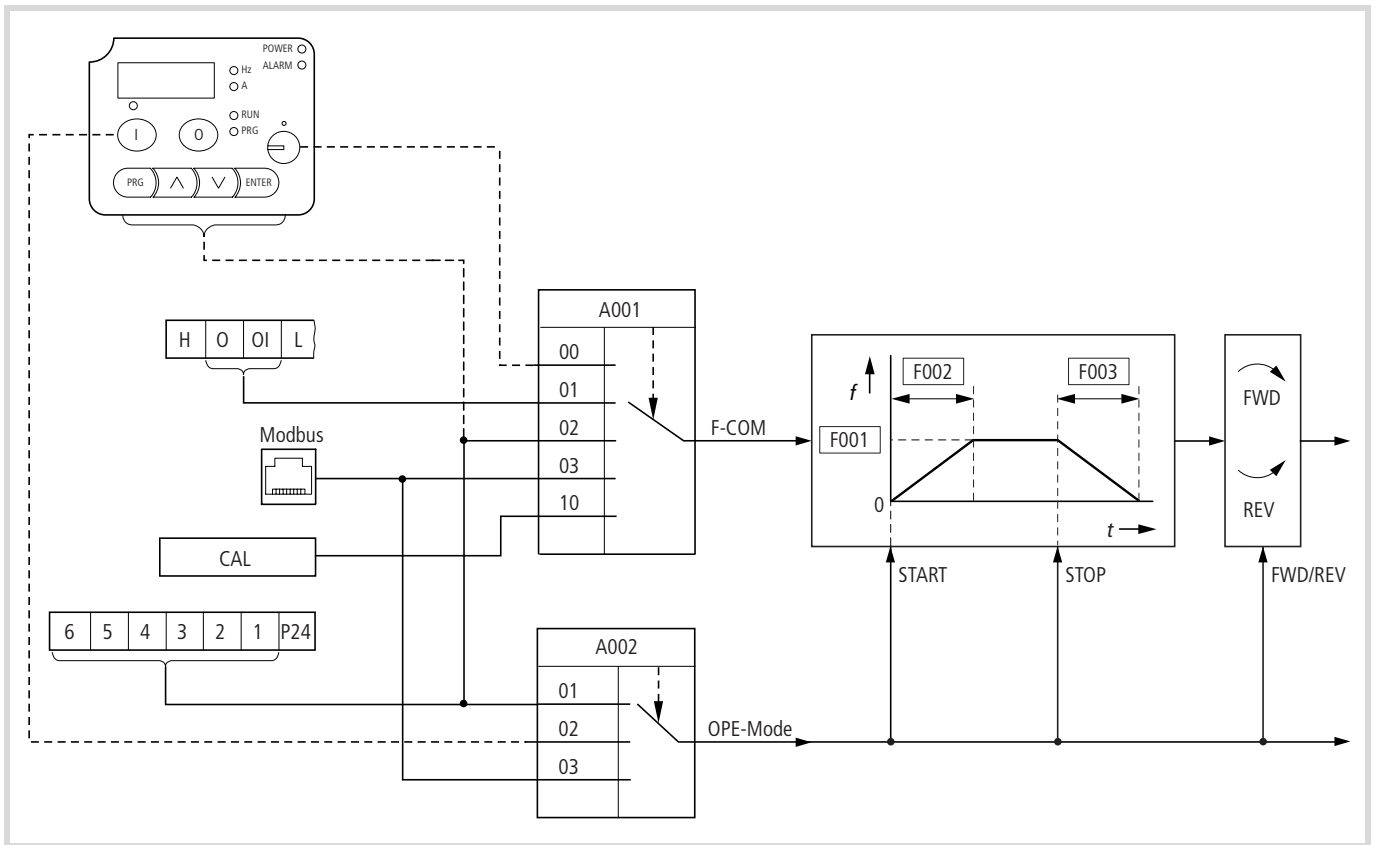 POWER
ALARM
Hz
A
RUN
PRG
I
O
PRG
ENTER
H O OI L
Modbus
CAL
6 5 4 3 2 1 P24
A001
00
01
02
03
10
F-COM
A002
01
02
03
OPE-Mode
f
F002
F003
F001
0
t
START
STOP
FWD
REV
FWD/REV